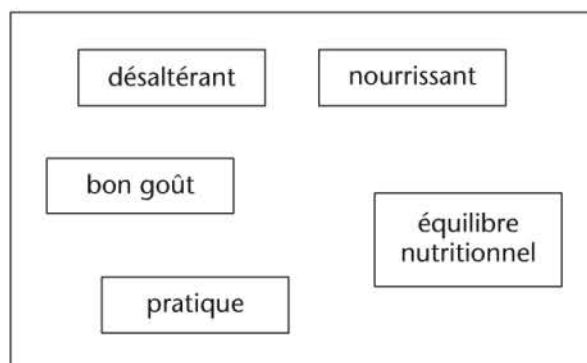 désaltérant
nourrissant
bon goût
équilibre
nutritionnel
pratique